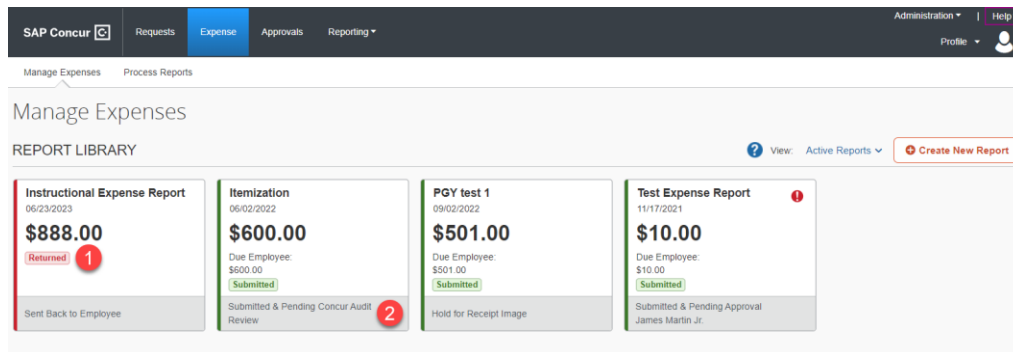 Administration | Help
SAP Concur C Requests Expense Approvals Reporting
Profile
Manage Expenses Process Reports
Manage Expenses
REPORT LIBRARY
? View: Active Reports Create New Report
Instructional Expense Report
06/23/2023
$888.00
Returned 1
Sent Back to Employee
Itemization
06/02/2022
$600.00
Due Employee:
$600.00
Submitted
Submitted & Pending Concur Audit
Review
2
PGY test 1
09/02/2022
$501.00
Due Employee:
$501.00
Submitted
Hold for Receipt Image
Test Expense Report
11/17/2021
$10.00
Due Employee:
$10.00
Submitted
Submitted & Pending Approval
James Martin Jr.